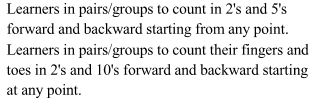 Learners in pairs/groups to count in 2's and 5's
forward and backward starting from any point.
Learners in pairs/groups to count their fingers and
toes in 2's and 10's forward and backward starting
at any point.